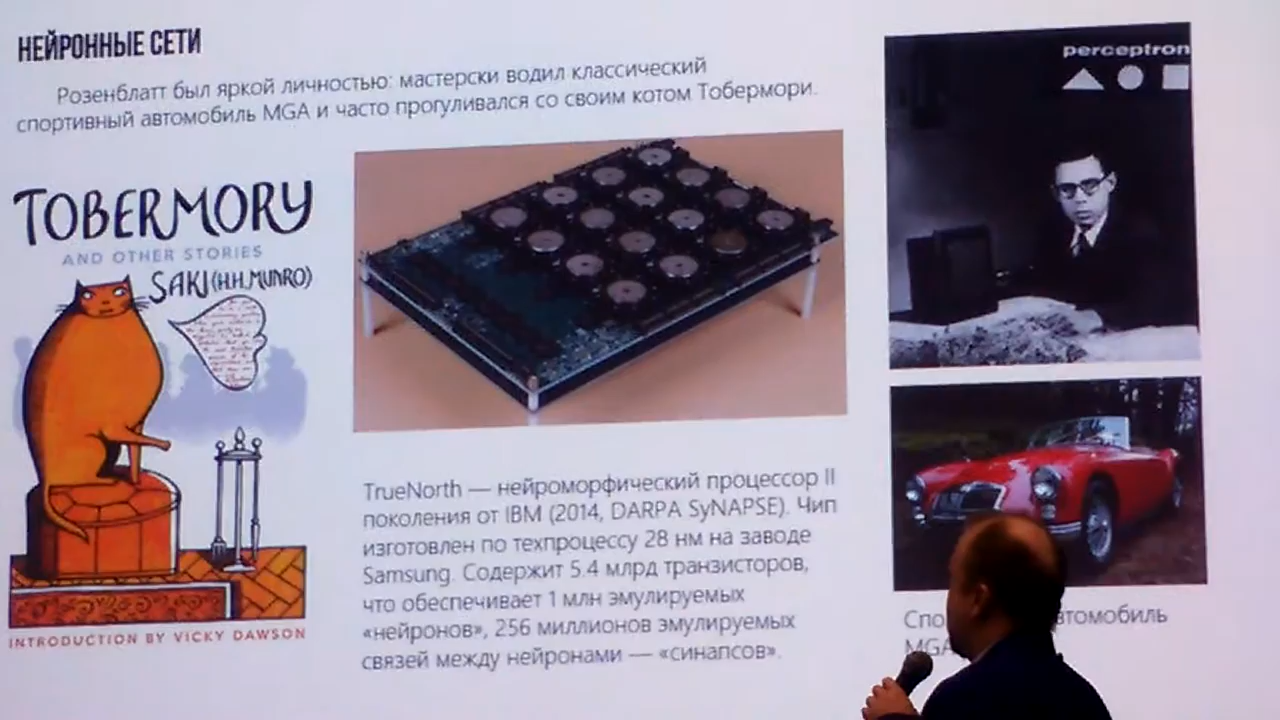 НЕЙРОННЫЕ СЕТИ
Розенблатт был яркой личностью: мастерски водил классический
спортивный автомобиль MGA и часто прогуливался со своим котом Тобермори.
TOBERMORY
AND OTHER STORIES
SAKI (H.H. MUNRO)
INTRODUCTION BY VICKY DAWSON
TrueNorth — нейроморфический процессор II
поколения от IBM (2014, DARPA SyNAPSE). Чип
изготовлен по техпроцессу 28 нм на заводе
Samsung. Содержит 5.4 млрд транзисторов,
что обеспечивает 1 млн эмулируемых
«нейронов», 256 миллионов эмулируемых
связей между нейронами — «синапсов».
perceptron
Спо втомобиль
MGA